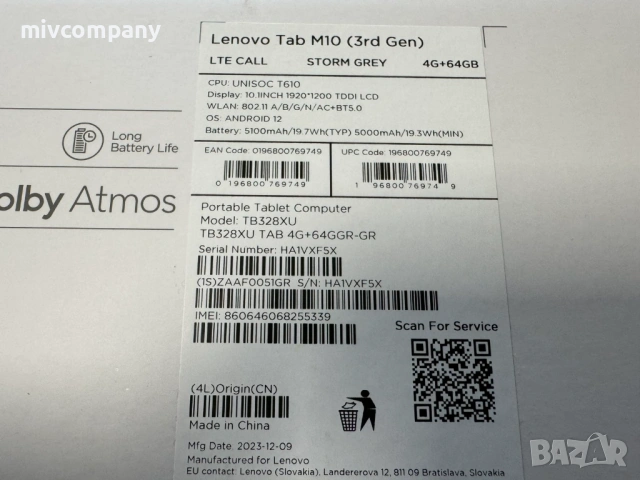 mivcompany
Lenovo Tab M10 (3rd Gen)
LTE CALL STORM GREY 4G+64GB
CPU: UNISOC T610
Display: 10.1INCH 1920*1200 TDDI LCD
WLAN: 802.11 A/B/G/N/AC+BT5.0
OS: ANDROID 12
Battery: 5100mAh/19.7Wh(TYP) 5000mAh/19.3Wh(MIN)
EAN Code: 0196800769749 UPC Code: 196800769749
0 196800 769749 1 96800 76974 9
Long
Battery Life
olby Atmos
Portable Tablet Computer
Model: TB328XU
TB328XU TAB 4G+64GGR-GR
Serial Number: HA1VXF5X
(1S)ZAAF0051GR S/N: HA1VXF5X
IMEI: 860646068255339
Scan For Service
(4L)Origin(CN)
Made in China
Mfg Date: 2023-12-09
Manufactured for Lenovo
EU contact: Lenovo (Slovakia), Landererova 12, 811 09 Bratislava, Slovakia
BAZAR